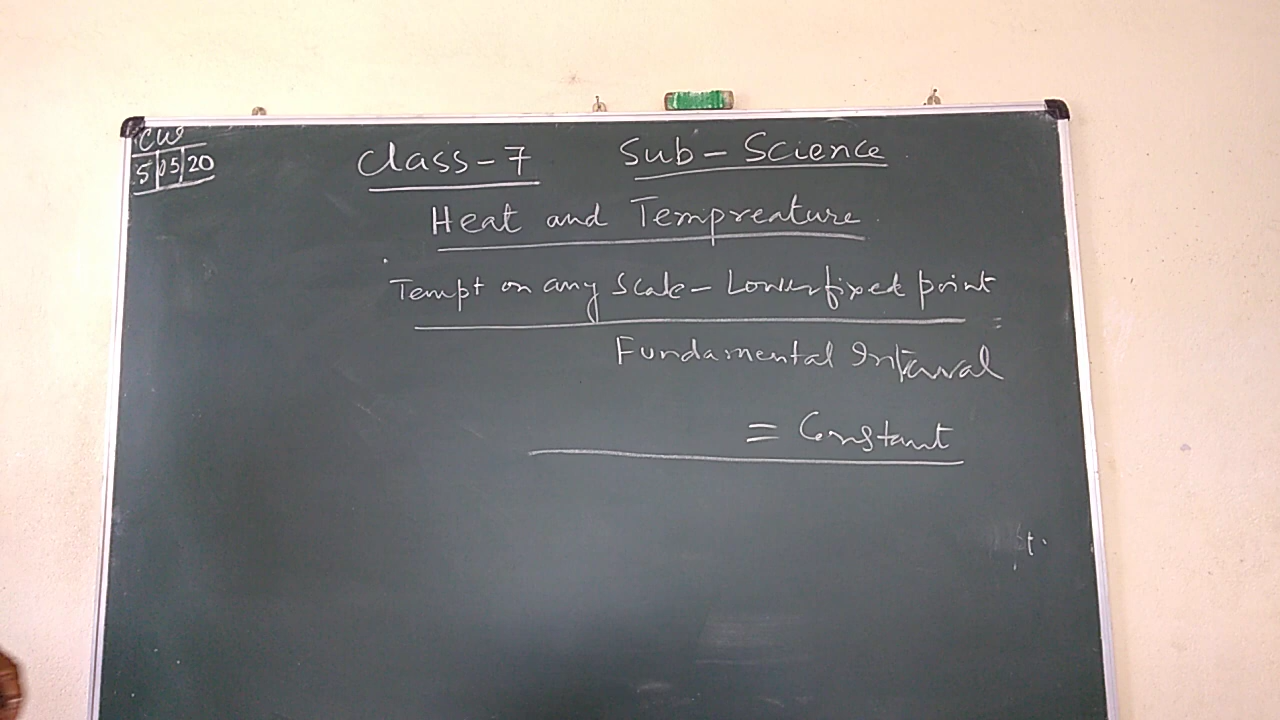 CW
5|05|20
Class-7 Sub-Science
Heat and Tempreature
Tempt on any Scale - Lower fixed point
=
Fundamental Interval
= Constant